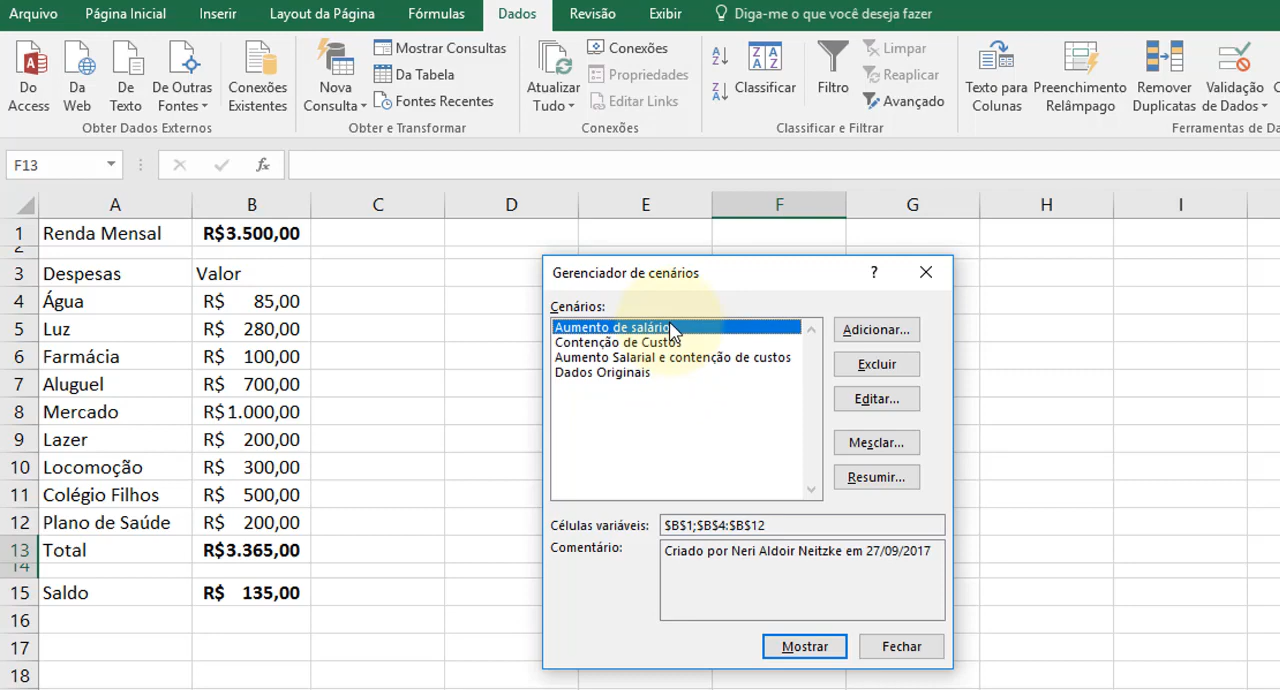 Arquivo Página Inicial Inserir Layout da Página Fórmulas Dados Revisão Exibir Diga-me o que você deseja fazer
Do Access
Da Web
De Texto
De Outras Fontes
Conexões Existentes
Obter Dados Externos
Nova Consulta
Mostrar Consultas
Da Tabela
Fontes Recentes
Obter e Transformar
Atualizar Tudo
Conexões
Propriedades
Editar Links
Conexões
Classificar
Filtro
Limpar
Reaplicar
Avançado
Classificar e Filtrar
Texto para Colunas
Preenchimento Relâmpago
Remover Duplicatas
Validação de Dados
Ferramentas de Da
F13 fx
A B C D E F G H I
1 Renda Mensal R$3.500,00
2
3 Despesas Valor
4 Água R$ 85,00
5 Luz R$ 280,00
6 Farmácia R$ 100,00
7 Aluguel R$ 700,00
8 Mercado R$1.000,00
9 Lazer R$ 200,00
10 Locomoção R$ 300,00
11 Colégio Filhos R$ 500,00
12 Plano de Saúde R$ 200,00
13 Total R$3.365,00
14
15 Saldo R$ 135,00
16
17
18
Gerenciador de cenários ?
Cenários:
Aumento de salário
Contenção de Custos
Aumento Salarial e contenção de custos
Dados Originais
Adicionar...
Excluir
Editar...
Mesclar...
Resumir...
Células variáveis: $B$1;$B$4:$B$12
Comentário: Criado por Neri Aldoir Neitzke em 27/09/2017
Mostrar Fechar